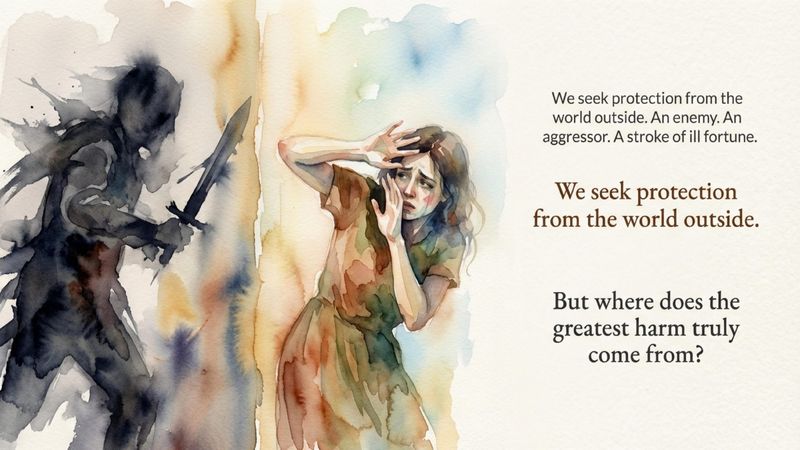 We seek protection from the
world outside. An enemy. An
aggressor. A stroke of ill fortune.
We seek protection
from the world outside.
But where does the
greatest harm truly
come from?